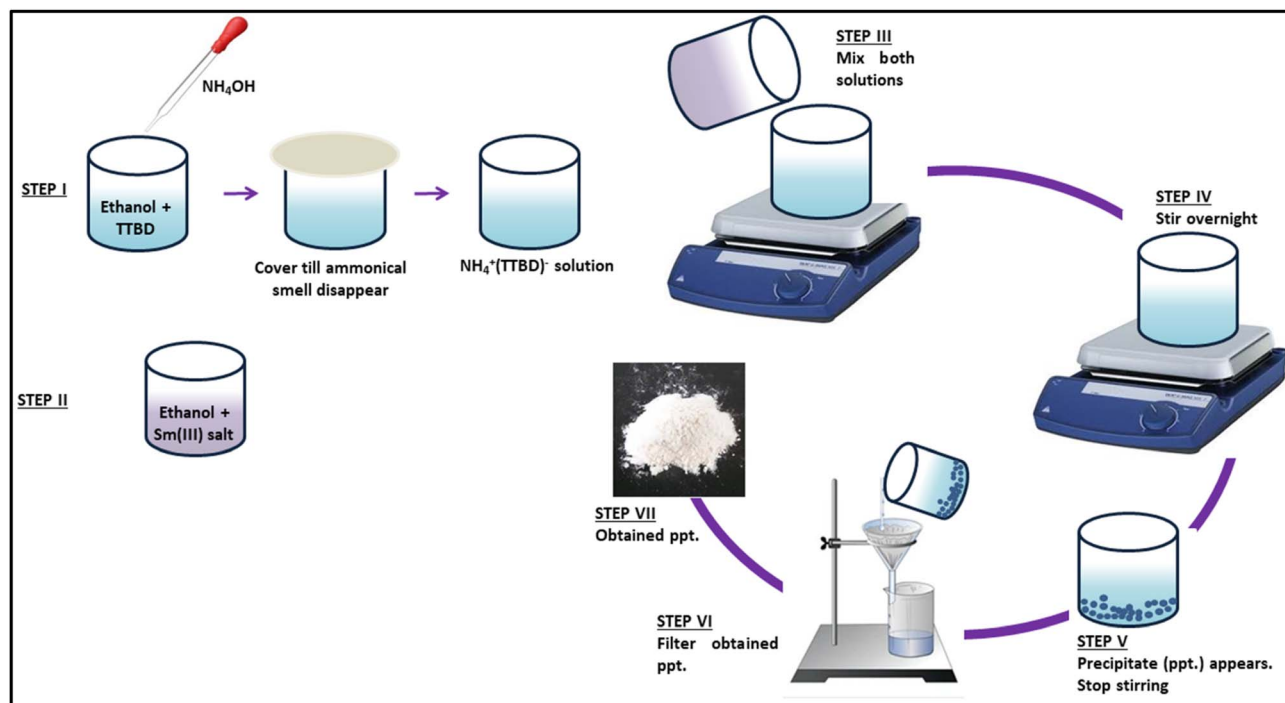 NH₄OH
STEP I
Ethanol +
TTBD
Cover till ammonical
smell disappear
NH₄⁺(TTBD)⁻ solution
STEP II
Ethanol +
Sm(III) salt
STEP III
Mix both
solutions
STEP IV
Stir overnight
STEP V
Precipitate (ppt.) appears.
Stop stirring
STEP VI
Filter obtained
ppt.
STEP VII
Obtained ppt.